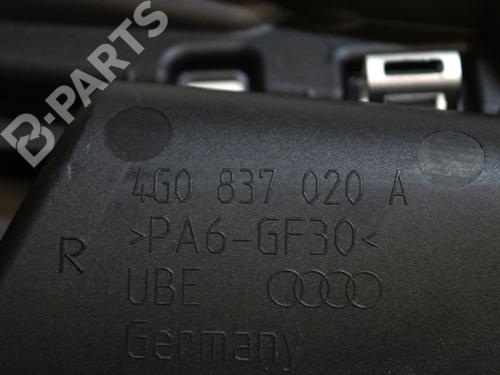 B-PARTS
4G0 837 020 A
>PA6-GF30<
R
UBE
Germany